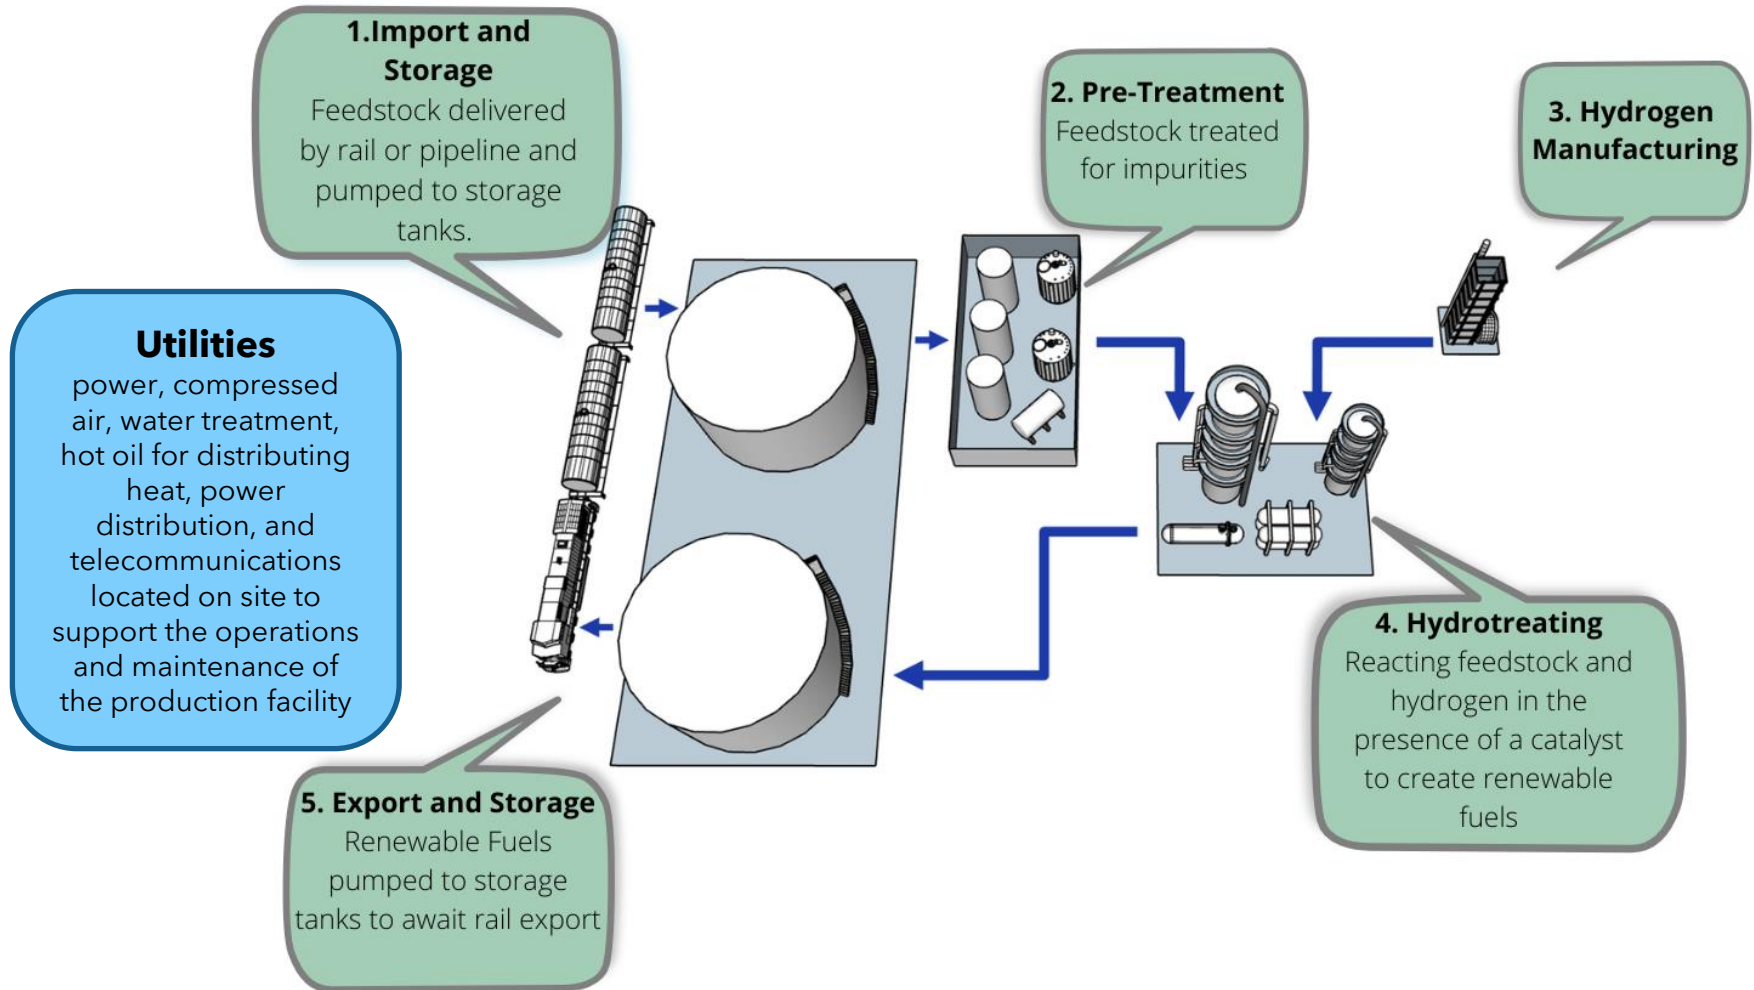 1.Import and
Storage
Feedstock delivered
by rail or pipeline and
pumped to storage
tanks.
2. Pre-Treatment
Feedstock treated
for impurities
3. Hydrogen
Manufacturing
Utilities
power, compressed
air, water treatment,
hot oil for distributing
heat, power
distribution, and
telecommunications
located on site to
support the operations
and maintenance of
the production facility
4. Hydrotreating
Reacting feedstock and
hydrogen in the
presence of a catalyst
to create renewable
fuels
5. Export and Storage
Renewable Fuels
pumped to storage
tanks to await rail export